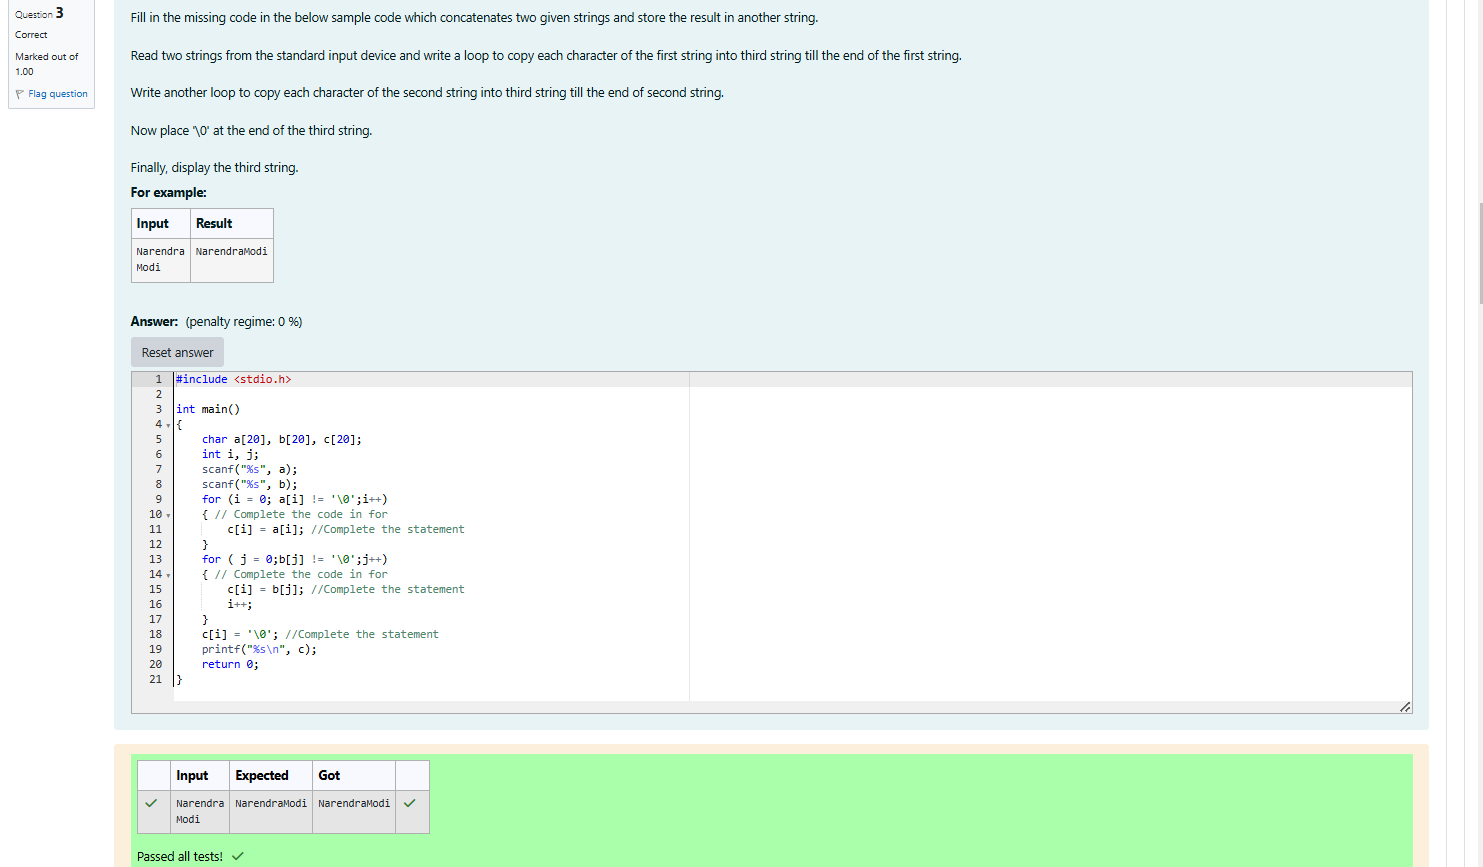 Question 3
Correct
Marked out of
1.00
Flag question
Fill in the missing code in the below sample code which concatenates two given strings and store the result in another string.
Read two strings from the standard input device and write a loop to copy each character of the first string into third string till the end of the first string.
Write another loop to copy each character of the second string into third string till the end of second string.
Now place '\0' at the end of the third string.
Finally, display the third string.
For example:
Input Result
Narendra NarendraModi
Modi
Answer: (penalty regime: 0 %)
Reset answer
1 #include <stdio.h>
2
3 int main()
4 {
5 char a[20], b[20], c[20];
6 int i, j;
7 scanf("%s", a);
8 scanf("%s", b);
9 for (i = 0; a[i] != '\0';i++)
10 { // Complete the code in for
11 c[i] = a[i]; //Complete the statement
12 }
13 for ( j = 0;b[j] != '\0';j++)
14 { // Complete the code in for
15 c[i] = b[j]; //Complete the statement
16 i++;
17 }
18 c[i] = '\0'; //Complete the statement
19 printf("%s\n", c);
20 return 0;
21 }
Input Expected Got
Narendra NarendraModi NarendraModi
Modi
Passed all tests!